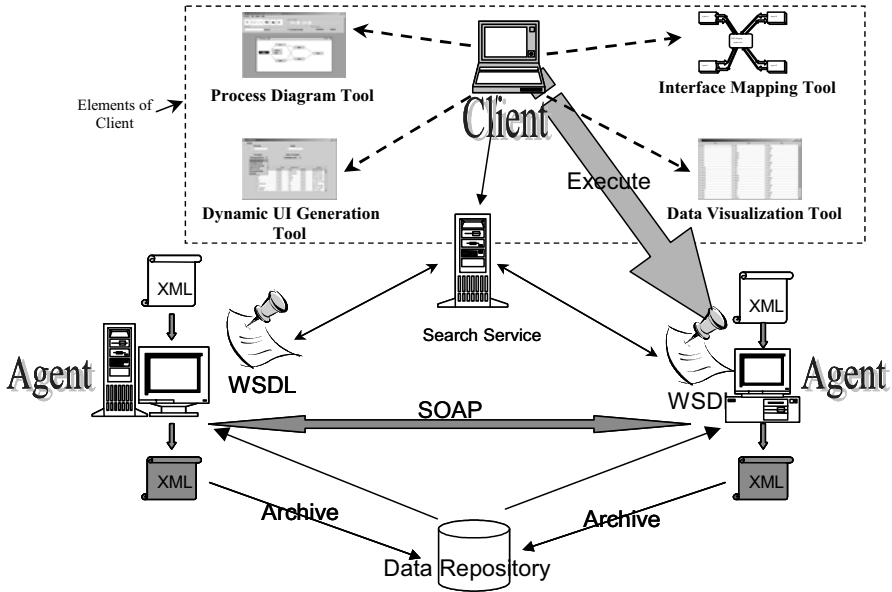 Process Diagram Tool
Interface Mapping Tool
Elements of
Client
Client
Execute
Dynamic UI Generation
Tool
Data Visualization Tool
XML
XML
Search Service
WSDL
WSDL
Agent
Agent
SOAP
XML
XML
Archive
Archive
Data Repository